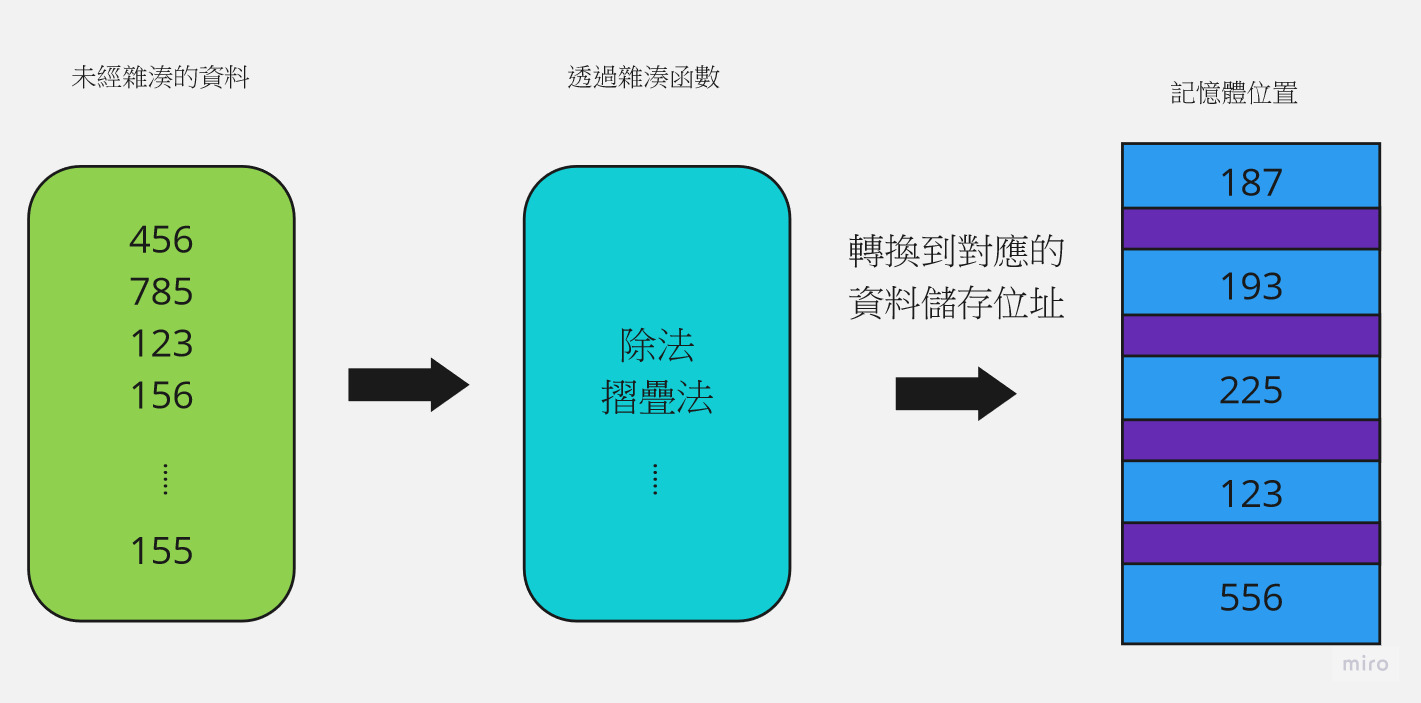 未經雜湊的資料
456
785
123
156
155
透過雜湊函數
除法
摺疊法
轉換到對應的
資料儲存位址
記憶體位置
187
193
225
123
556
miro